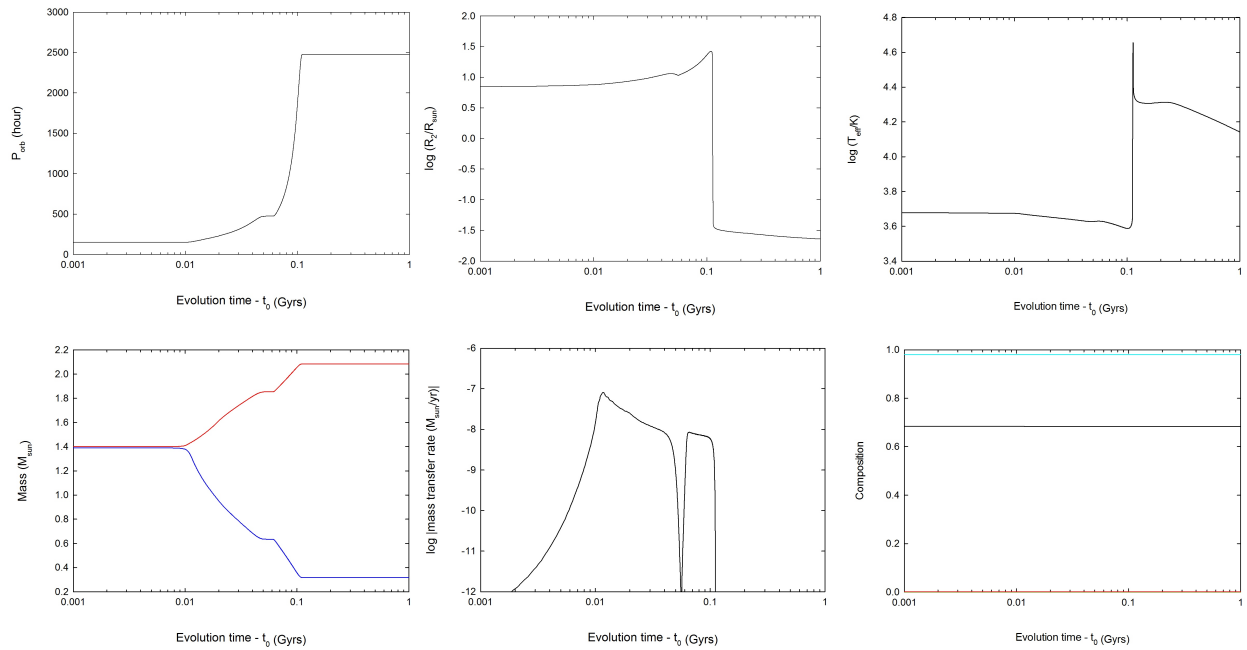 P_orb (hour)
3000
2500
2000
1500
1000
500
0
0.001 0.01 0.1 1
Evolution time - t_0 (Gyrs)
log (R_2/R_sun)
2.0
1.5
1.0
0.5
0.0
-0.5
-1.0
-1.5
-2.0
0.001 0.01 0.1 1
Evolution time - t_0 (Gyrs)
log (T_eff/K)
4.8
4.6
4.4
4.2
4.0
3.8
3.6
3.4
0.001 0.01 0.1 1
Evolution time - t_0 (Gyrs)
Mass (M_sun)
2.2
2.0
1.8
1.6
1.4
1.2
1.0
0.8
0.6
0.4
0.2
0.001 0.01 0.1 1
Evolution time - t_0 (Gyrs)
log |mass transfer rate (M_sun/yr)|
-6
-7
-8
-9
-10
-11
-12
0.001 0.01 0.1 1
Evolution time - t_0 (Gyrs)
Composition
1.0
0.8
0.6
0.4
0.2
0.0
0.001 0.01 0.1 1
Evolution time - t_0 (Gyrs)